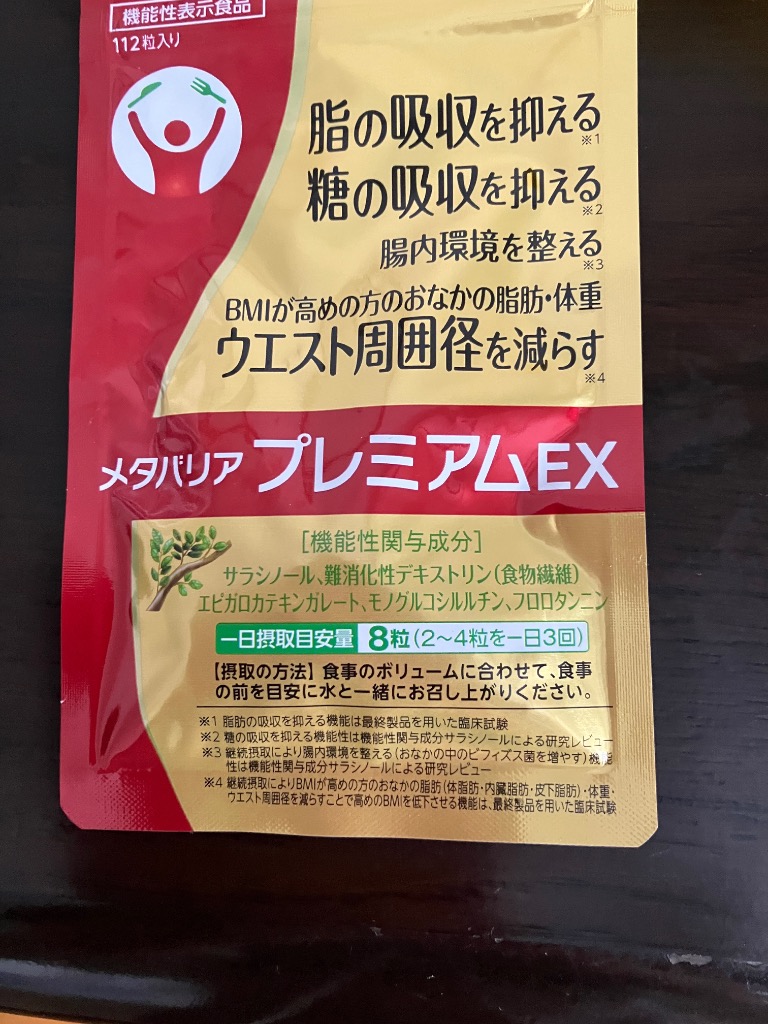 機能性表示食品
112粒入り
脂の吸収を抑える※1
糖の吸収を抑える※2
腸内環境を整える※3
BMIが高めの方のおなかの脂肪・体重
ウエスト周囲径を減らす※4
メタバリア プレミアムEX
[機能性関与成分]
サラシノール、難消化性デキストリン(食物繊維)
エピガロカテキンガレート、モノグルコシルルチン、フロロタンニン
一日摂取目安量 8粒(2〜4粒を一日3回)
【摂取の方法】食事のボリュームに合わせて、食事
の前を目安に水と一緒にお召し上がりください。
※1 脂肪の吸収を抑える機能は最終製品を用いた臨床試験
※2 糖の吸収を抑える機能性は機能性関与成分サラシノールによる研究レビュー
※3 継続摂取により腸内環境を整える(おなかの中のビフィズス菌を増やす)機能
性は機能性関与成分サラシノールによる研究レビュー
※4 継続摂取によりBMIが高めの方のおなかの脂肪(体脂肪・内臓脂肪・皮下脂肪)・体重・
ウエスト周囲径を減らすことで高めのBMIを低下させる機能は、最終製品を用いた臨床試験